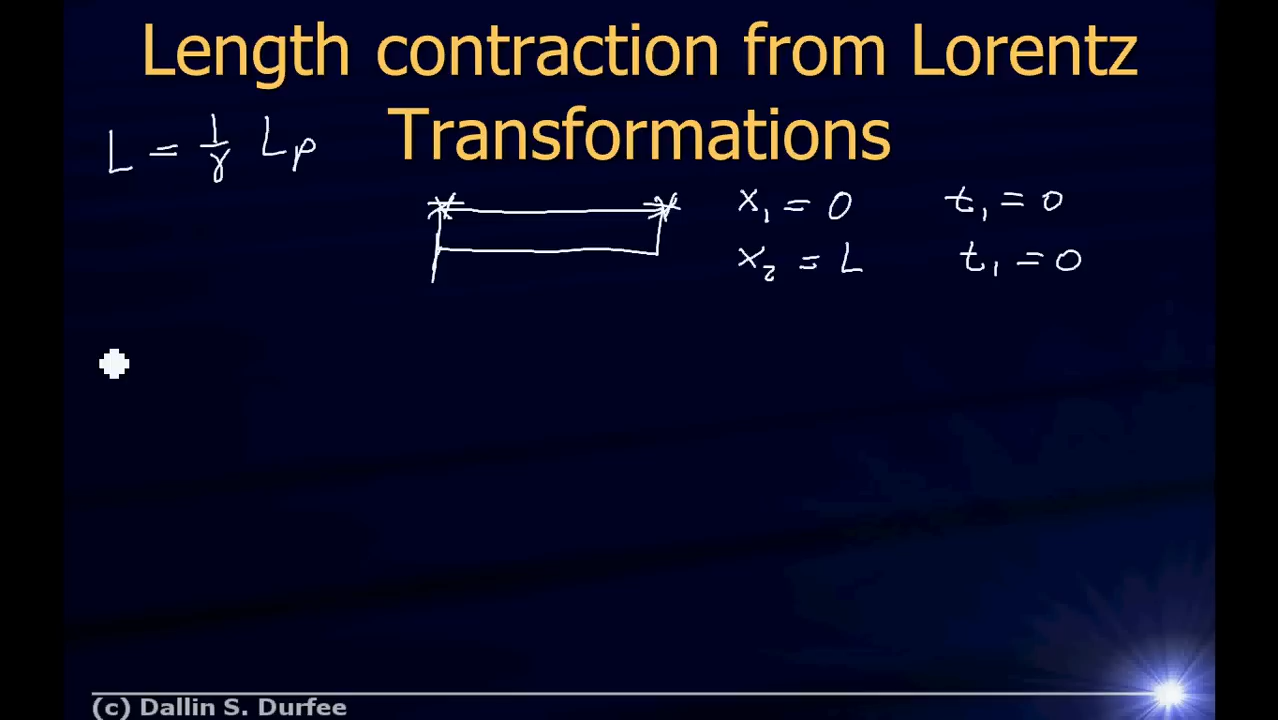 Length contraction from Lorentz
Transformations
L = 1/γ Lₚ
x₁ = 0 t₁ = 0
x₂ = L t₁ = 0
(c) Dallin S. Durfee